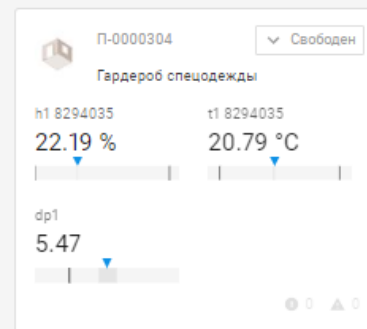 П-0000304
Свободен
Гардероб спецодежды
h1 8294035
t1 8294035
22.19 %
20.79 °C
dp1
5.47
0
0